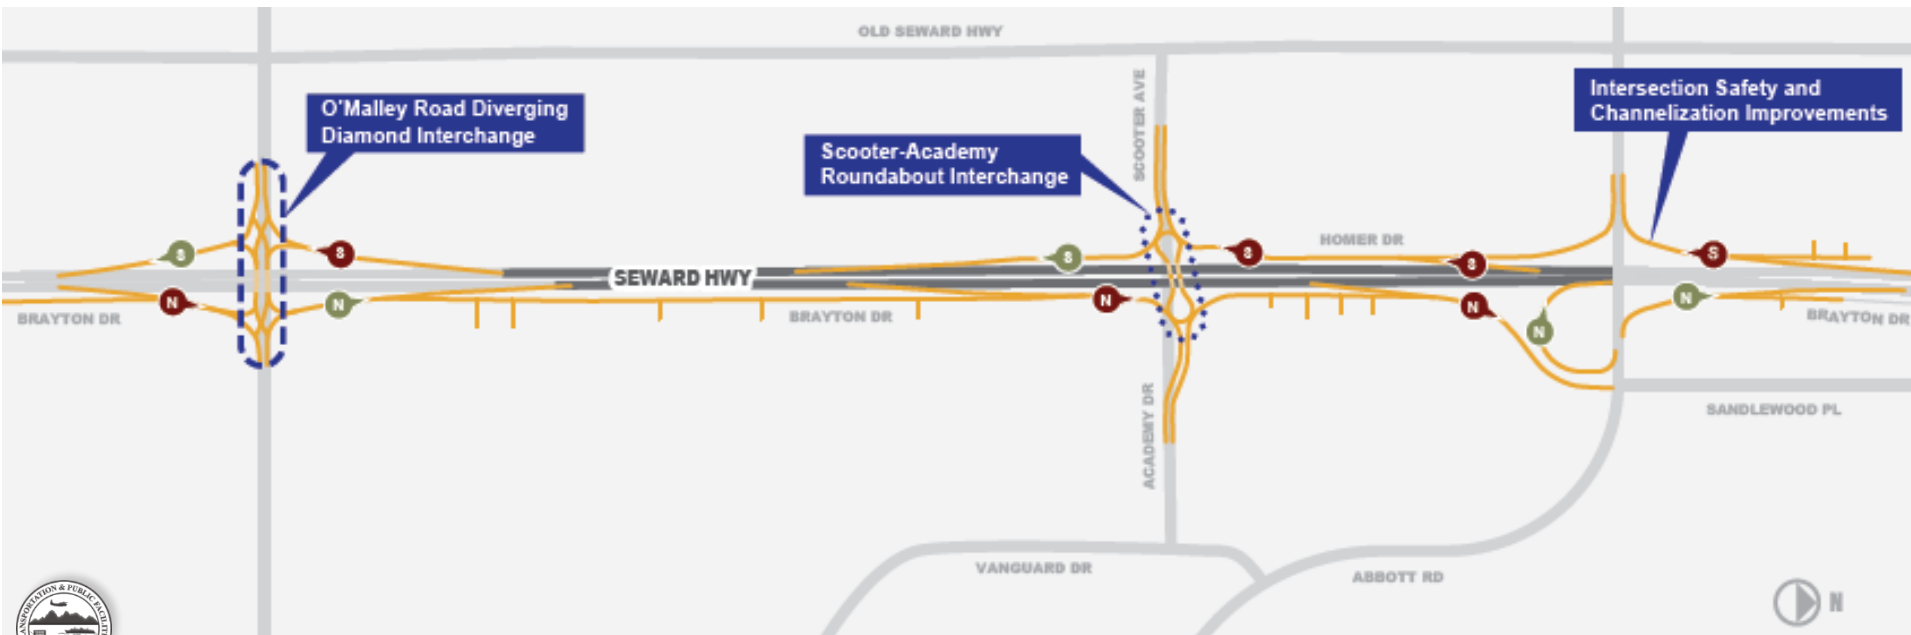 OLD SEWARD HWY
O'Malley Road Diverging
Diamond Interchange
Scooter-Academy
Roundabout Interchange
SCOOTER AVE
Intersection Safety and
Channelization Improvements
HOMER DR
S
S
S
S
S
S
SEWARD HWY
N
N
N
N
N
N
BRAYTON DR
BRAYTON DR
BRAYTON DR
ACADEMY DR
SANDLEWOOD PL
VANGUARD DR
ABBOTT RD
N